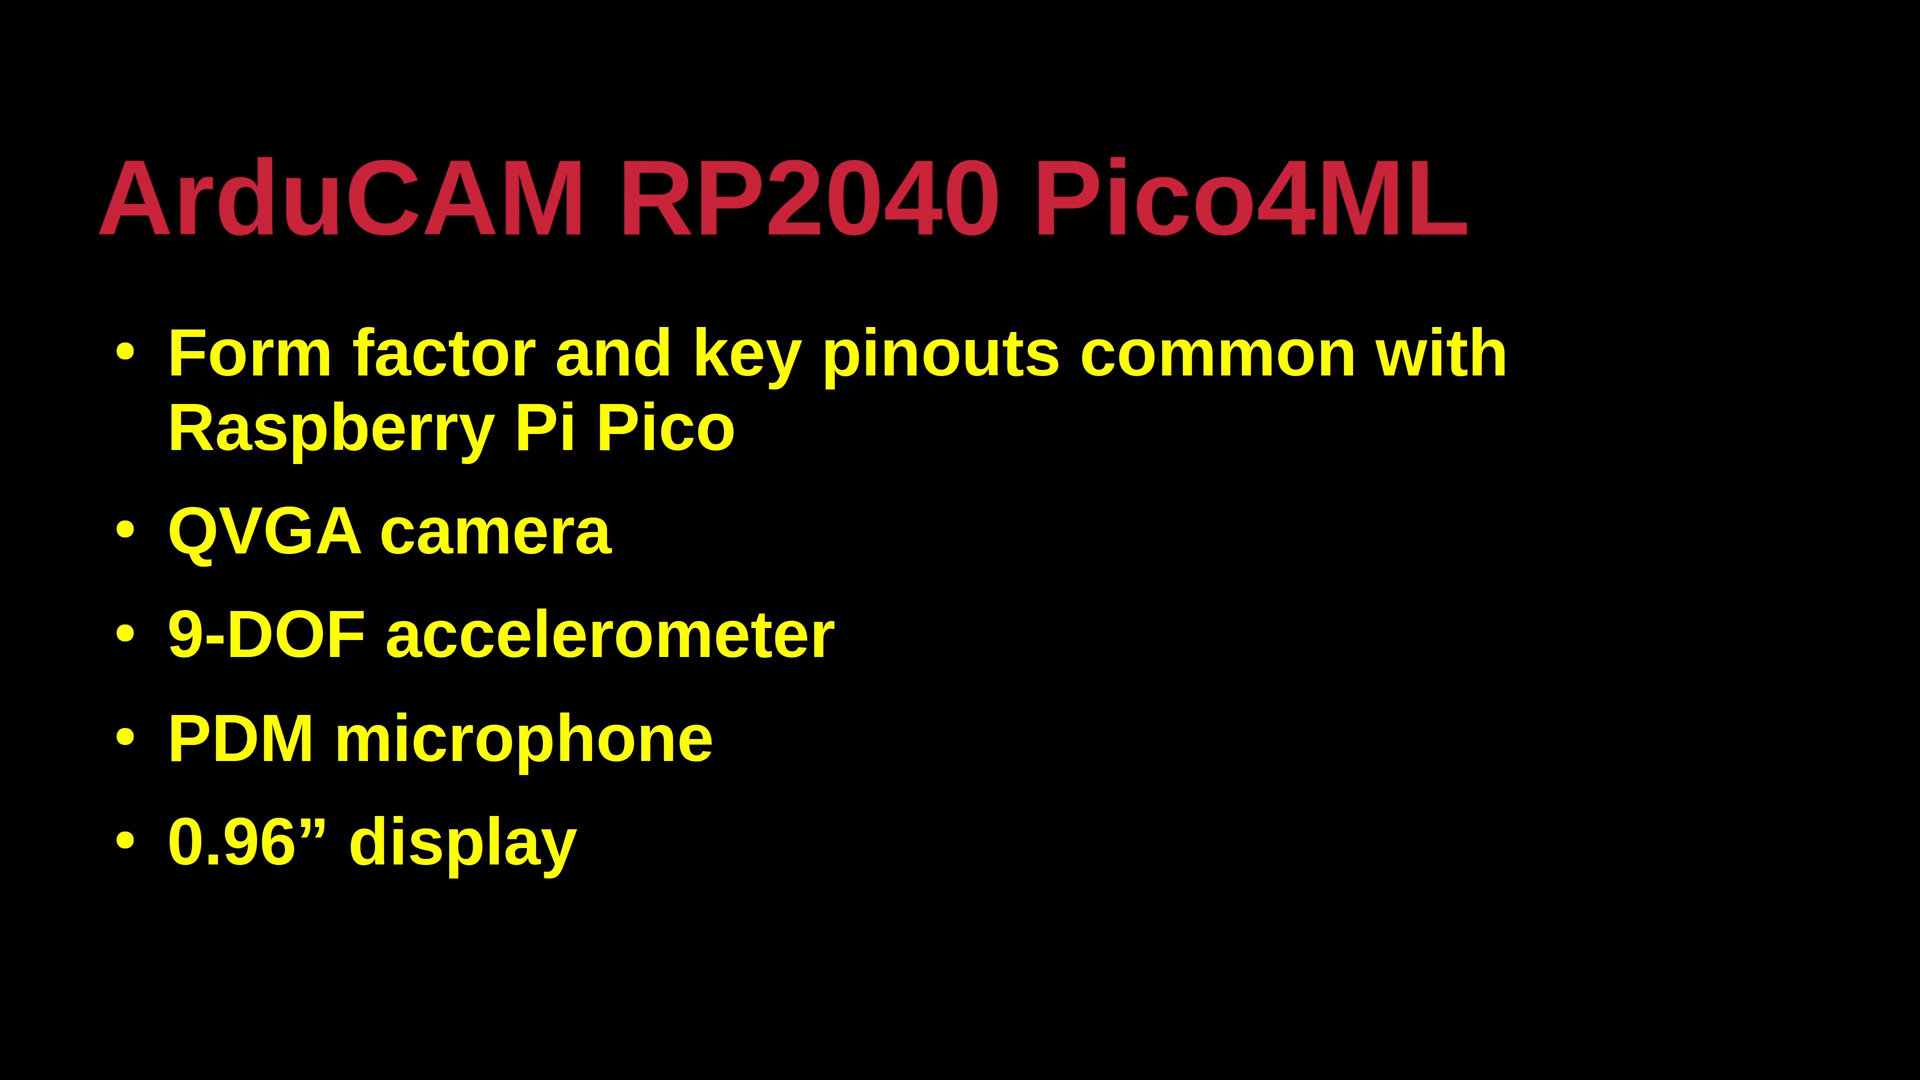 ArduCAM RP2040 Pico4ML
• Form factor and key pinouts common with
Raspberry Pi Pico
• QVGA camera
• 9-DOF accelerometer
• PDM microphone
• 0.96” display